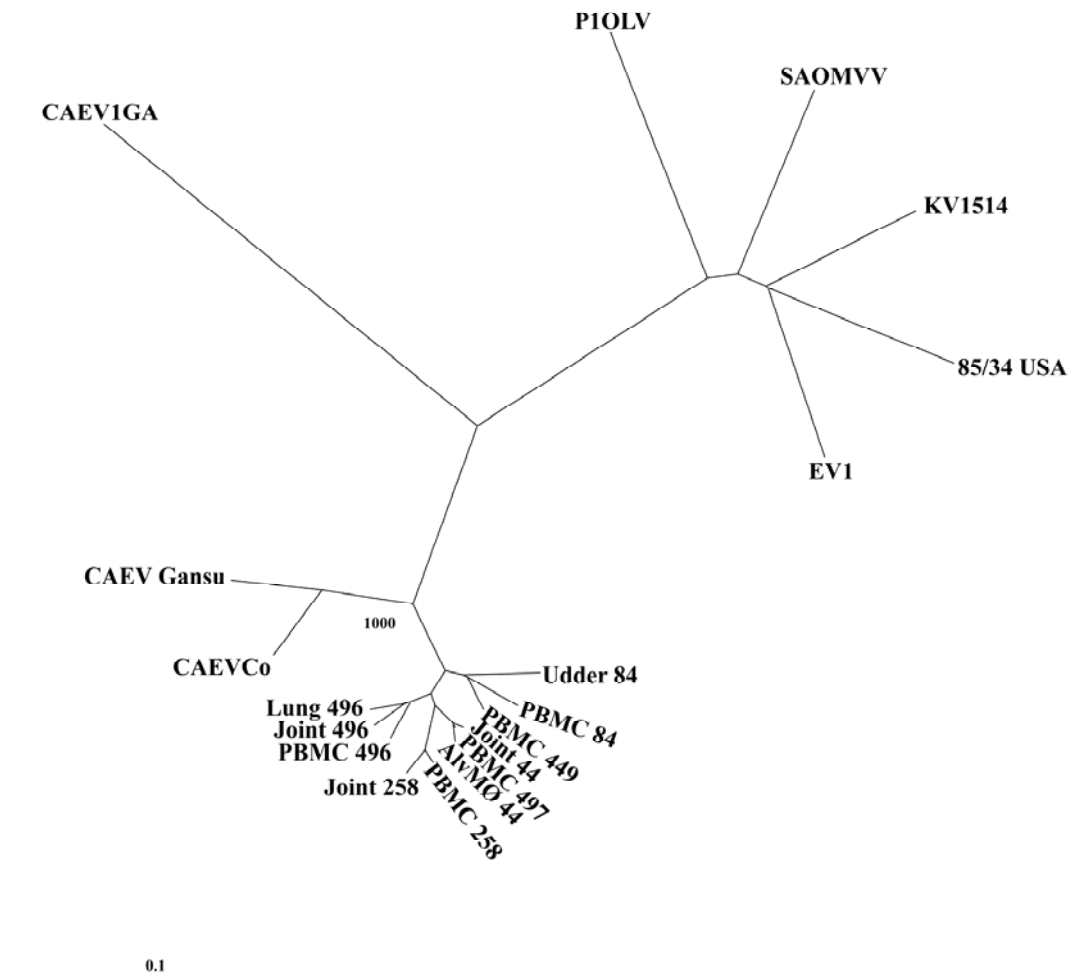 P1OLV
SAOMVV
CAEV1GA
KV1514
85/34 USA
EV1
CAEV Gansu
1000
CAEVCo
Udder 84
Lung 496
PBMC 84
Joint 496
PBMC 449
PBMC 496
Joint 44
PBMC 497
Joint 258
AlvMØ 44
PBMC 258
0.1